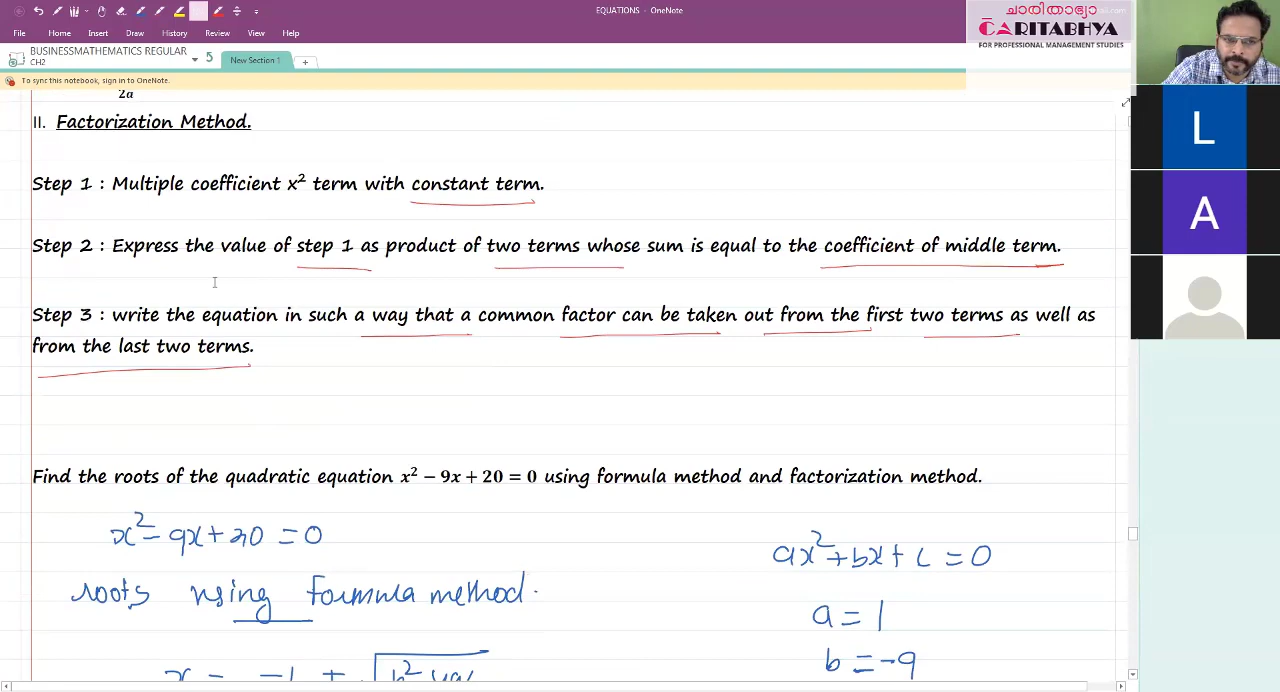 EQUATIONS - OneNote
File Home Insert Draw History Review View Help
ചാരിതാഭ്യാ
CARITABHYA
FOR PROFESSIONAL MANAGEMENT STUDIES
BUSINESSMATHEMATICS REGULAR
CH2
5
New Section 1
+
To sync this notebook, sign in to OneNote.
2a
II. Factorization Method.
Step 1 : Multiple coefficient x² term with constant term.
Step 2 : Express the value of step 1 as product of two terms whose sum is equal to the coefficient of middle term.
Step 3 : write the equation in such a way that a common factor can be taken out from the first two terms as well as
from the last two terms.
Find the roots of the quadratic equation x² − 9x + 20 = 0 using formula method and factorization method.
x² − 9x + 20 = 0
ax² + bx + c = 0
roots using formula method.
a = 1
b = -9
L
A